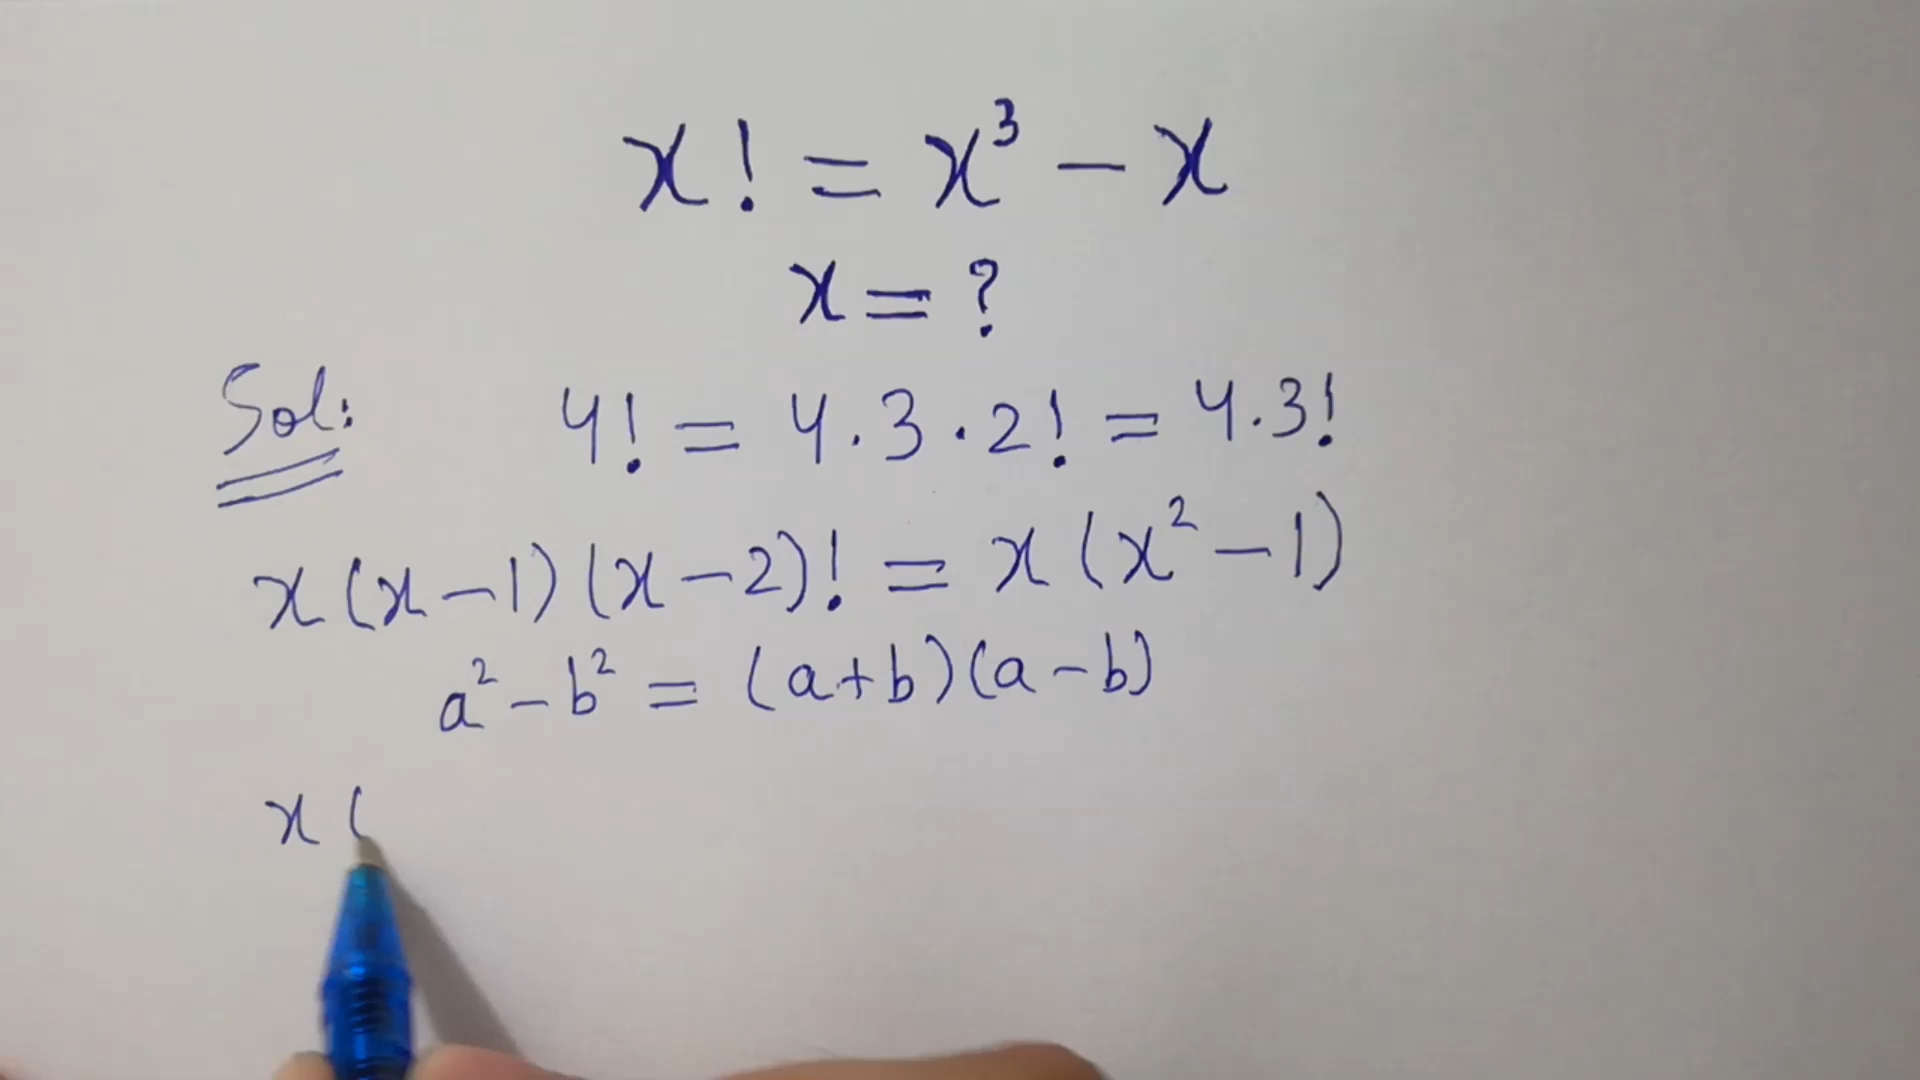 x! = x³ - x
x = ?
Sol: 4! = 4.3.2! = 4.3!
x(x-1)(x-2)! = x(x²-1)
a²-b² = (a+b)(a-b)
x(